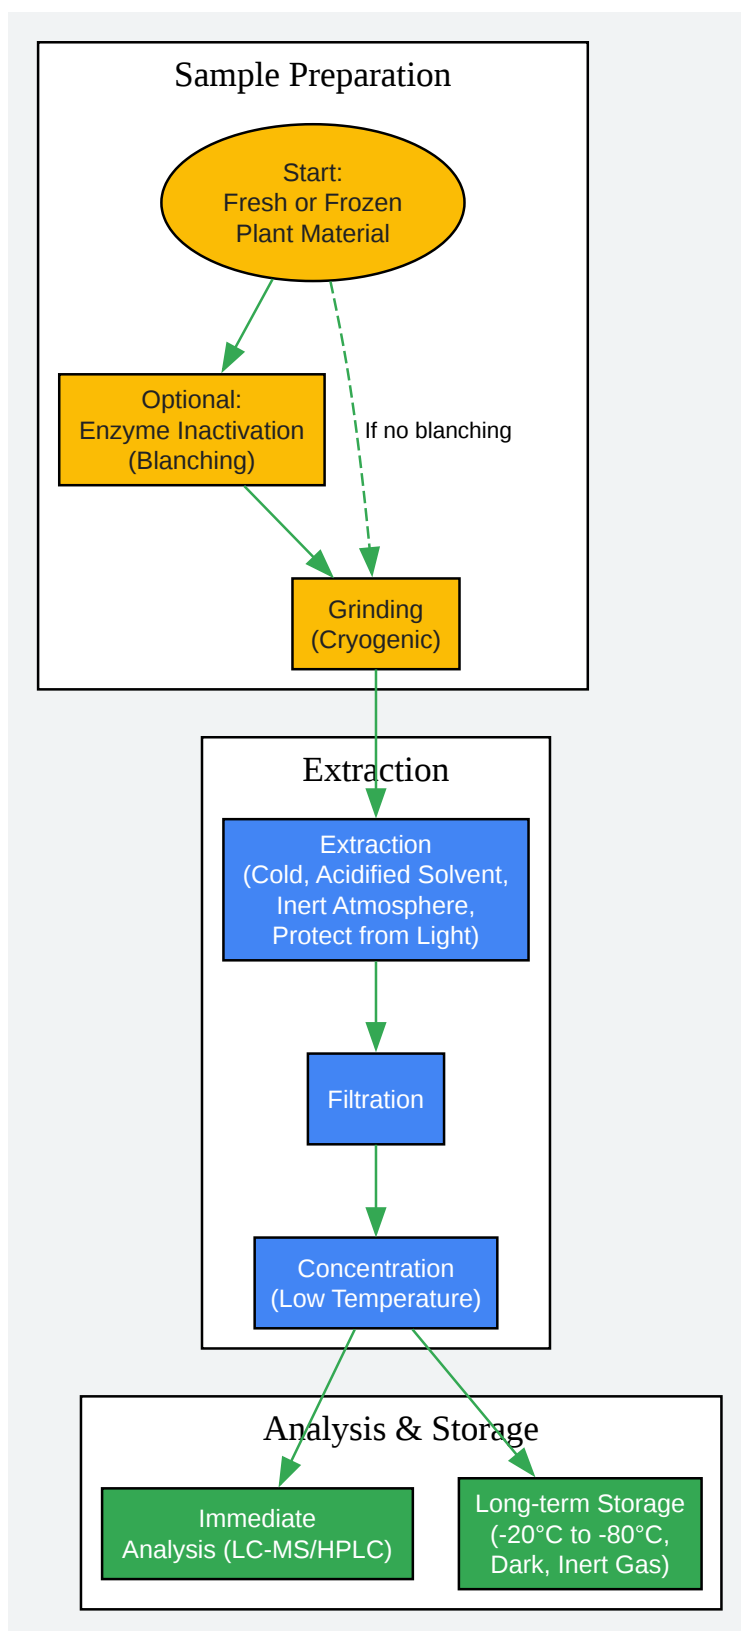 Sample Preparation
Start:
Fresh or Frozen
Plant Material
Optional:
Enzyme Inactivation
(Blanching)
If no blanching
Grinding
(Cryogenic)
Extraction
Extraction
(Cold, Acidified Solvent,
Inert Atmosphere,
Protect from Light)
Filtration
Concentration
(Low Temperature)
Analysis & Storage
Immediate
Analysis (LC-MS/HPLC)
Long-term Storage
(-20°C to -80°C,
Dark, Inert Gas)